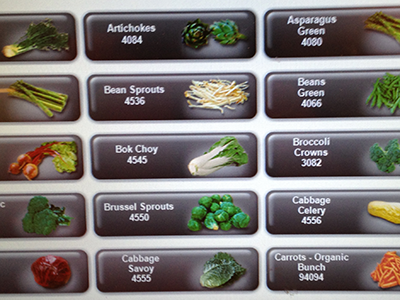 Artichokes
4084
Asparagus
Green
4080
Bean Sprouts
4536
Beans
Green
4066
Bok Choy
4545
Broccoli
Crowns
3082
Brussel Sprouts
4550
Cabbage
Celery
4556
Cabbage
Savoy
4555
Carrots - Organic
Bunch
94094